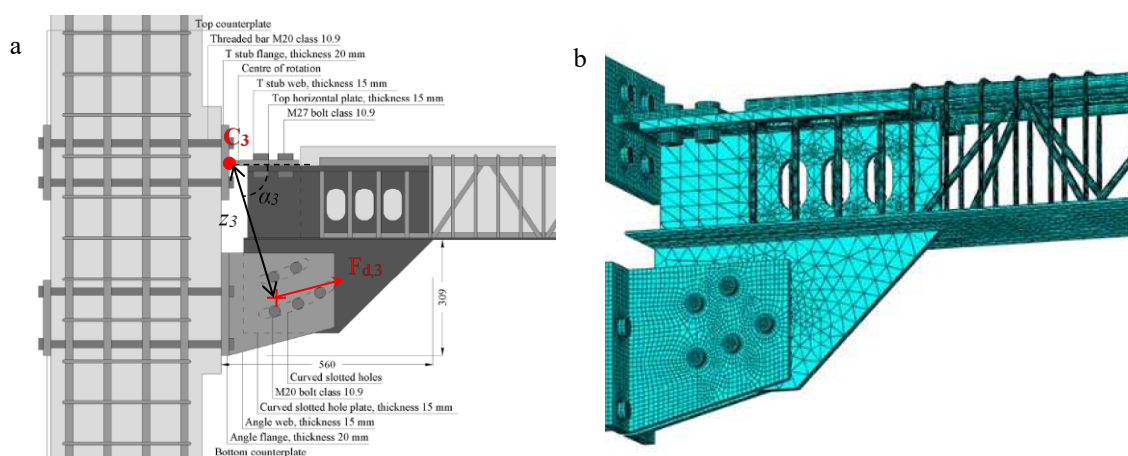 a
Top counterplate
Threaded bar M20 class 10.9
T stub flange, thickness 20 mm
Centre of rotation
T stub web, thickness 15 mm
Top horizontal plate, thickness 15 mm
M27 bolt class 10.9
C3
α3
z3
Fd,3
309
560
Curved slotted holes
M20 bolt class 10.9
Curved slotted hole plate, thickness 15 mm
Angle web, thickness 15 mm
Angle flange, thickness 20 mm
Bottom counterplate
b